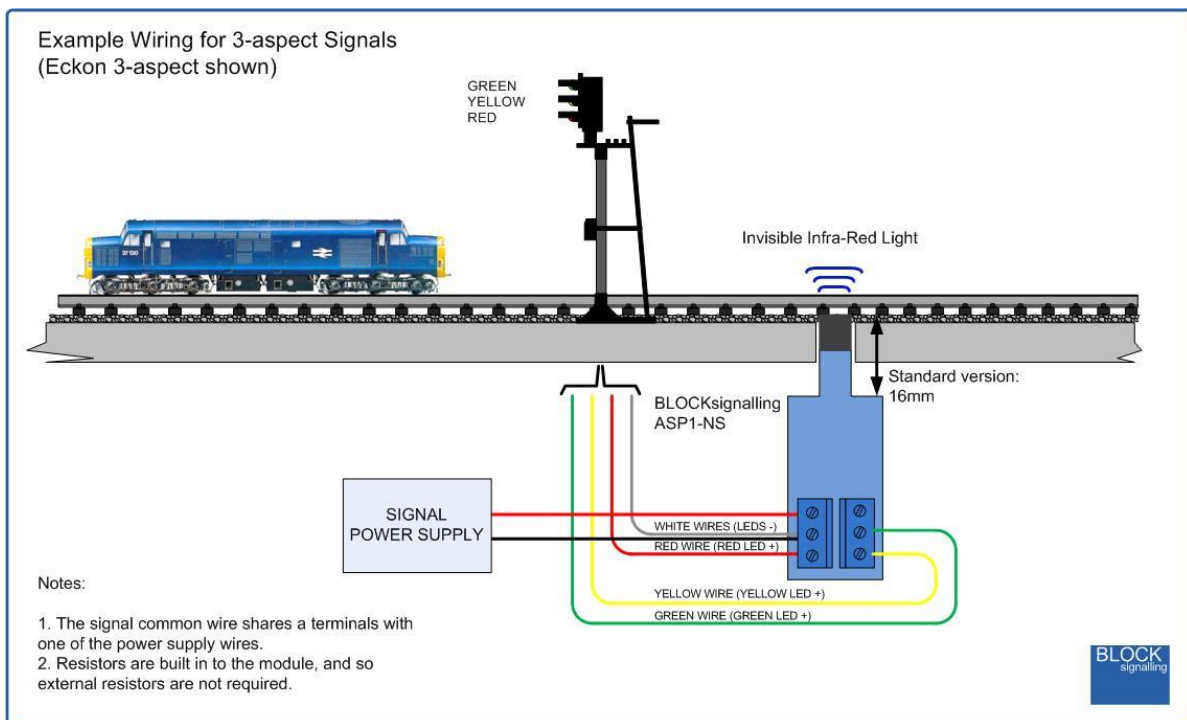 Example Wiring for 3-aspect Signals
(Eckon 3-aspect shown)
GREEN
YELLOW
RED
Invisible Infra-Red Light
Standard version:
16mm
BLOCKsignalling
ASP1-NS
SIGNAL
POWER SUPPLY
WHITE WIRES (LEDS -)
RED WIRE (RED LED +)
YELLOW WIRE (YELLOW LED +)
GREEN WIRE (GREEN LED +)
Notes:
1. The signal common wire shares a terminals with
one of the power supply wires.
2. Resistors are built in to the module, and so
external resistors are not required.
BLOCK
signalling